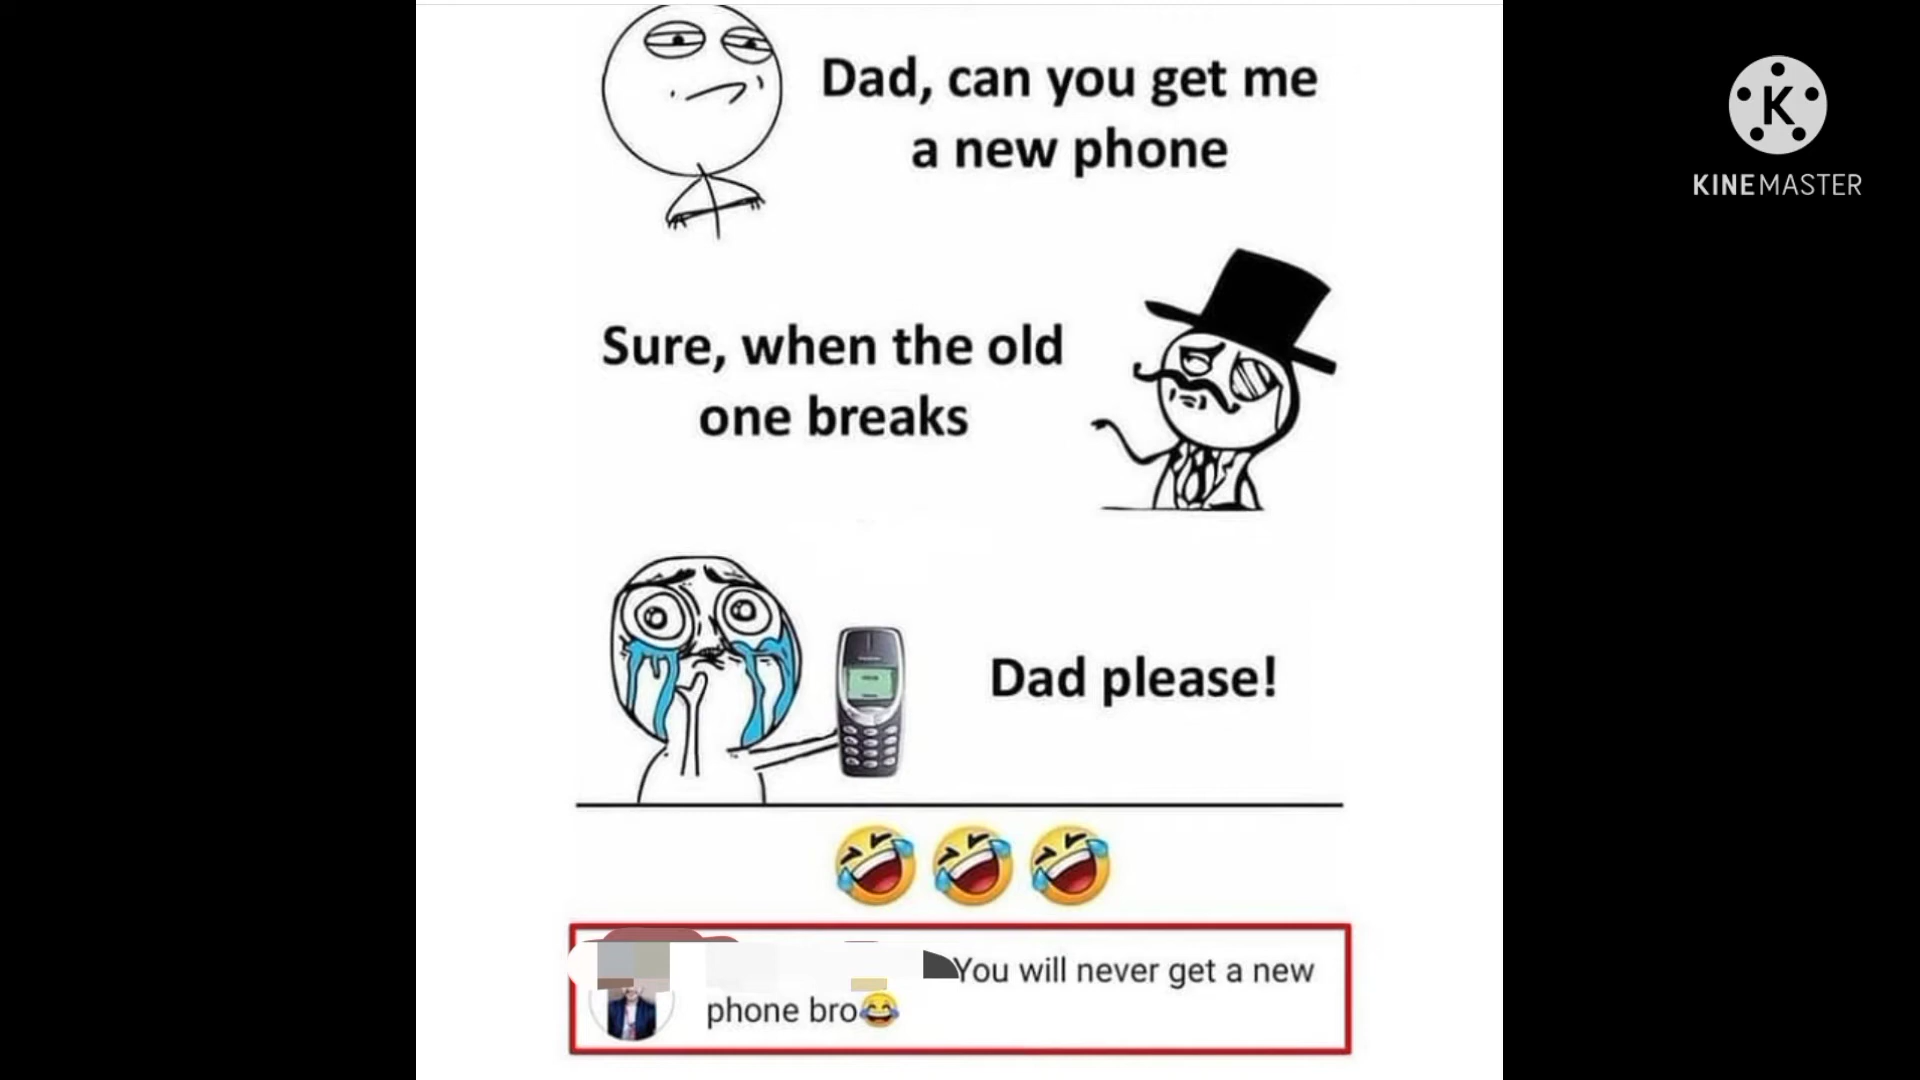 Dad, can you get me
a new phone
K
KINEMASTER
Sure, when the old
one breaks
Dad please!
You will never get a new
phone bro😂